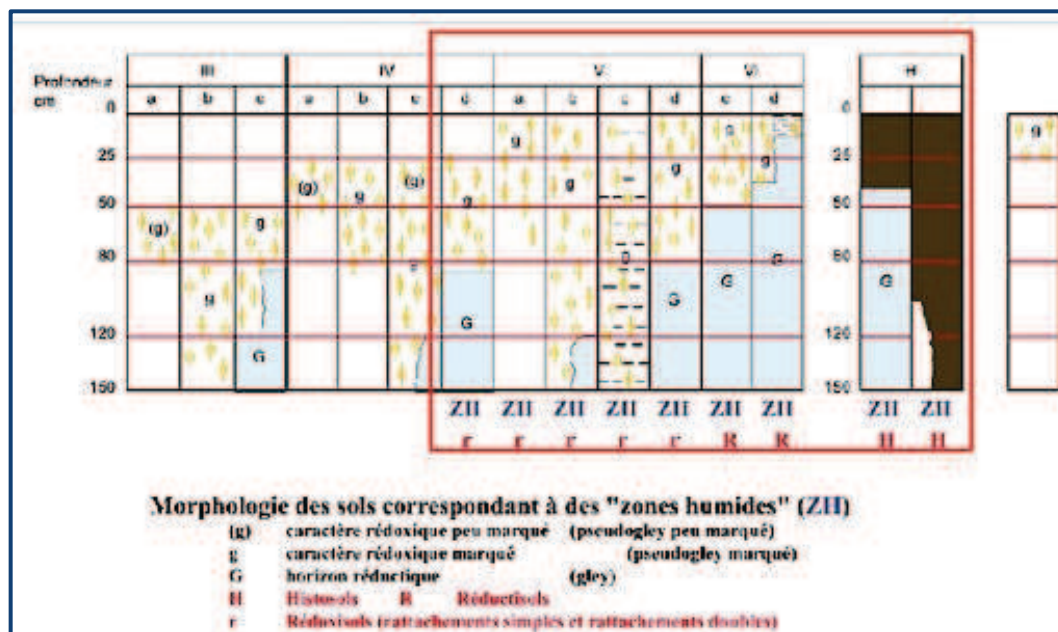 III IV V VI H
Profondeur
cm
a b c a b c d a b c d c d
0 0
g g g
25 25
(g) g (g) g g g g
50 50
(g) g
80 80
g G G G G G
120 120
G
150 150
ZH ZH ZH ZH ZH ZH ZH ZH ZH
r r r r r R R H H
Morphologie des sols correspondant à des "zones humides" (ZH)
(g) caractère rédoxique peu marqué (pseudogley peu marqué)
g caractère rédoxique marqué (pseudogley marqué)
G horizon réductique (gley)
H Histosols R Réductisols
r Rédoxisols (rattachements simples et rattachements doubles)